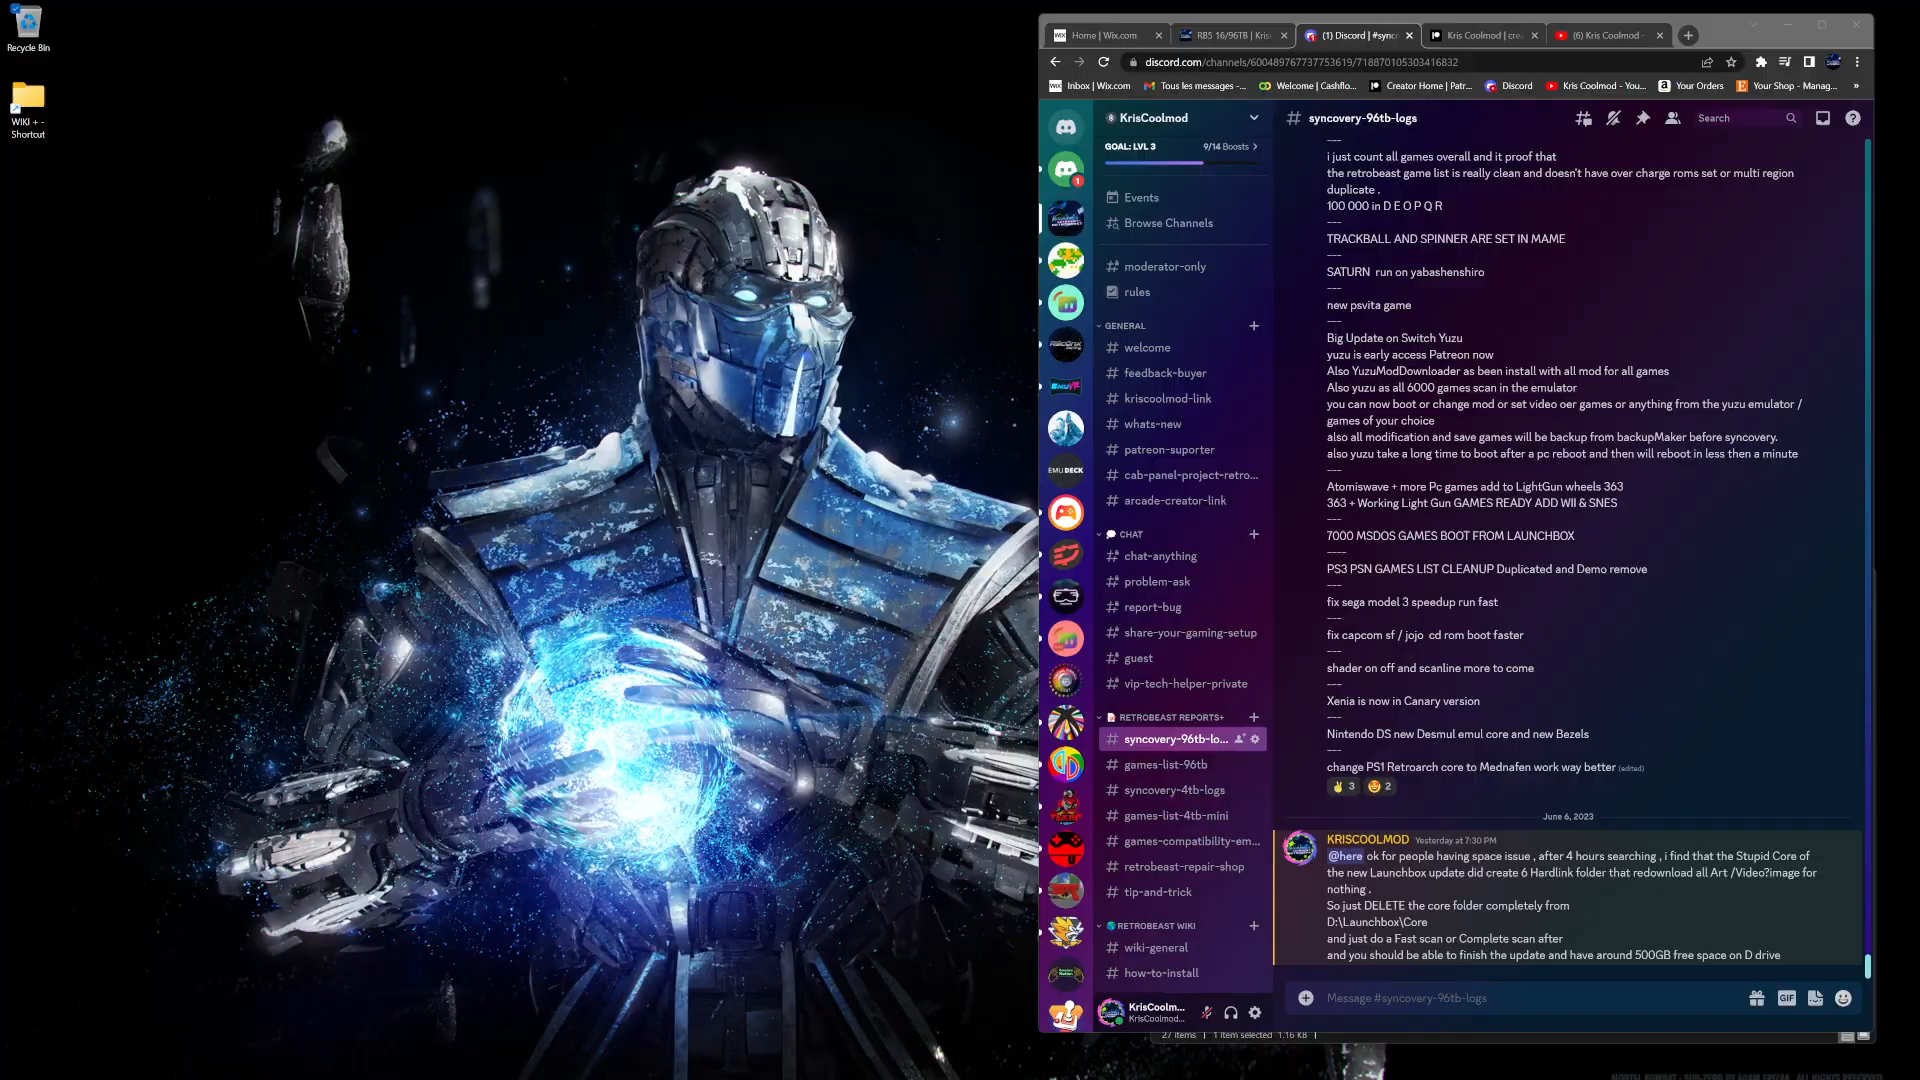 Recycle Bin
WIKI + -
Shortcut
Home | Wix.com
RB5 16/96TB | Kris
(1) Discord | #sync
Kris Coolmod | crea
(6) Kris Coolmod -
discord.com/channels/600489767737753619/718870105303416832
Inbox | Wix.com
Tous les messages -...
Welcome | Cashflo...
Creator Home | Patr...
Discord
Kris Coolmod - You...
Your Orders
Your Shop - Manag...
»
KrisCoolmod
GOAL: LVL 3
9/14 Boosts
Events
Browse Channels
moderator-only
rules
GENERAL
welcome
feedback-buyer
kriscoolmod-link
whats-new
patreon-suporter
cab-panel-project-retro...
arcade-creator-link
CHAT
chat-anything
problem-ask
report-bug
share-your-gaming-setup
guest
vip-tech-helper-private
RETROBEAST REPORTS+
syncovery-96tb-lo...
games-list-96tb
syncovery-4tb-logs
games-list-4tb-mini
games-compatibility-em...
retrobeast-repair-shop
tip-and-trick
RETROBEAST WIKI
wiki-general
how-to-install
KrisCoolm...
KrisCoolmod...
1
EMUVR
EMU DECK
# syncovery-96tb-logs
Search
---
i just count all games overall and it proof that
the retrobeast game list is really clean and doesn't have over charge roms set or multi region
duplicate .
100 000 in D E O P Q R
---
TRACKBALL AND SPINNER ARE SET IN MAME
---
SATURN run on yabashenshiro
---
new psvita game
---
Big Update on Switch Yuzu
yuzu is early access Patreon now
Also YuzuModDownloader as been install with all mod for all games
Also yuzu as all 6000 games scan in the emulator
you can now boot or change mod or set video oer games or anything from the yuzu emulator /
games of your choice
also all modification and save games will be backup from backupMaker before syncovery.
also yuzu take a long time to boot after a pc reboot and then will reboot in less then a minute
---
Atomiswave + more Pc games add to LightGun wheels 363
363 + Working Light Gun GAMES READY ADD WII & SNES
---
7000 MSDOS GAMES BOOT FROM LAUNCHBOX
----
PS3 PSN GAMES LIST CLEANUP Duplicated and Demo remove
---
fix sega model 3 speedup run fast
---
fix capcom sf / jojo cd rom boot faster
---
shader on off and scanline more to come
---
Xenia is now in Canary version
---
Nintendo DS new Desmul emul core and new Bezels
---
change PS1 Retroarch core to Mednafen work way better (edited)
3
2
June 6, 2023
KRISCOOLMOD Yesterday at 7:30 PM
@here ok for people having space issue , after 4 hours searching , i find that the Stupid Core of
the new Launchbox update did create 6 Hardlink folder that redownload all Art /Video?image for
nothing .
So just DELETE the core folder completely from
D:\Launchbox\Core
and just do a Fast scan or Complete scan after
and you should be able to finish the update and have around 500GB free space on D drive
Message #syncovery-96tb-logs
GIF
27 items
1 item selected 1.16 KB